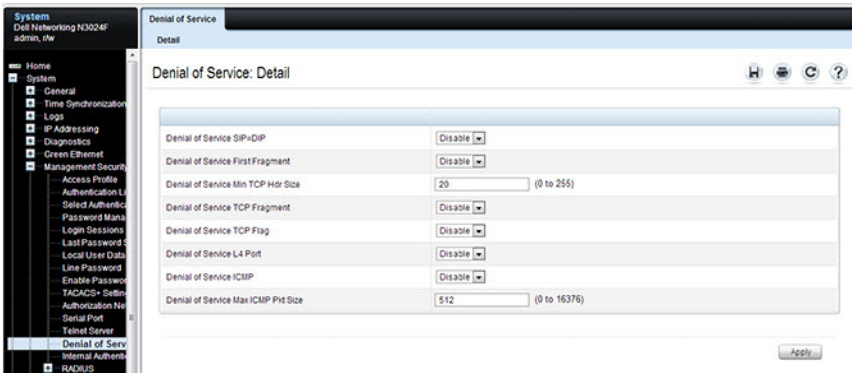 System
Dell Networking N3024F
admin, r/w
Home
System
General
Time Synchronization
Logs
IP Addressing
Diagnostics
Green Ethernet
Management Security
Access Profile
Authentication Li
Select Authentica
Password Mana
Login Sessions
Last Password S
Local User Data
Line Password
Enable Passwor
TACACS+ Settin
Authorization Ne
Serial Port
Telnet Server
Denial of Serv
Internal Authenti
RADIUS
Denial of Service
Detail
Denial of Service: Detail
Denial of Service SIP=DIP Disable
Denial of Service First Fragment Disable
Denial of Service Min TCP Hdr Size 20 (0 to 255)
Denial of Service TCP Fragment Disable
Denial of Service TCP Flag Disable
Denial of Service L4 Port Disable
Denial of Service ICMP Disable
Denial of Service Max ICMP Pkt Size 512 (0 to 16376)
Apply